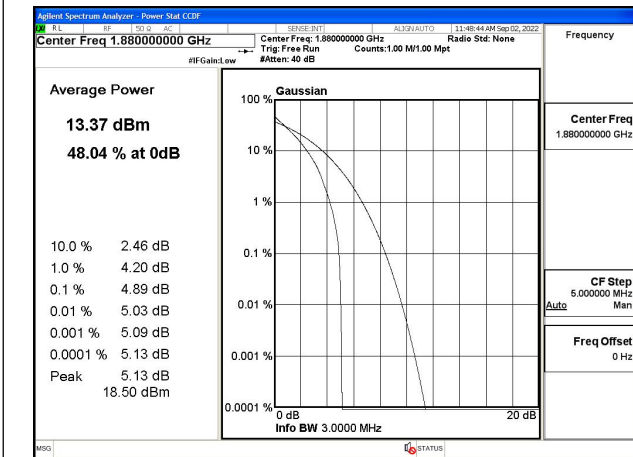 Agilent Spectrum Analyzer - Power Stat CCDF
RL RF 50 Ω AC SENSE:INT ALIGN AUTO 11:48:44 AM Sep 02, 2022
Center Freq 1.880000000 GHz
Center Freq: 1.880000000 GHz Radio Std: None
Trig: Free Run Counts:1.00 M/1.00 Mpt
#IFGain:Low #Atten: 40 dB
Frequency
Average Power
13.37 dBm
48.04 % at 0dB
10.0 % 2.46 dB
1.0 % 4.20 dB
0.1 % 4.89 dB
0.01 % 5.03 dB
0.001 % 5.09 dB
0.0001 % 5.13 dB
Peak 5.13 dB
18.50 dBm
Gaussian
100 %
10 %
1 %
0.1 %
0.01 %
0.001 %
0.0001 %
0 dB 20 dB
Info BW 3.0000 MHz
Center Freq
1.880000000 GHz
CF Step
5.000000 MHz
Auto Man
Freq Offset
0 Hz
MSG STATUS